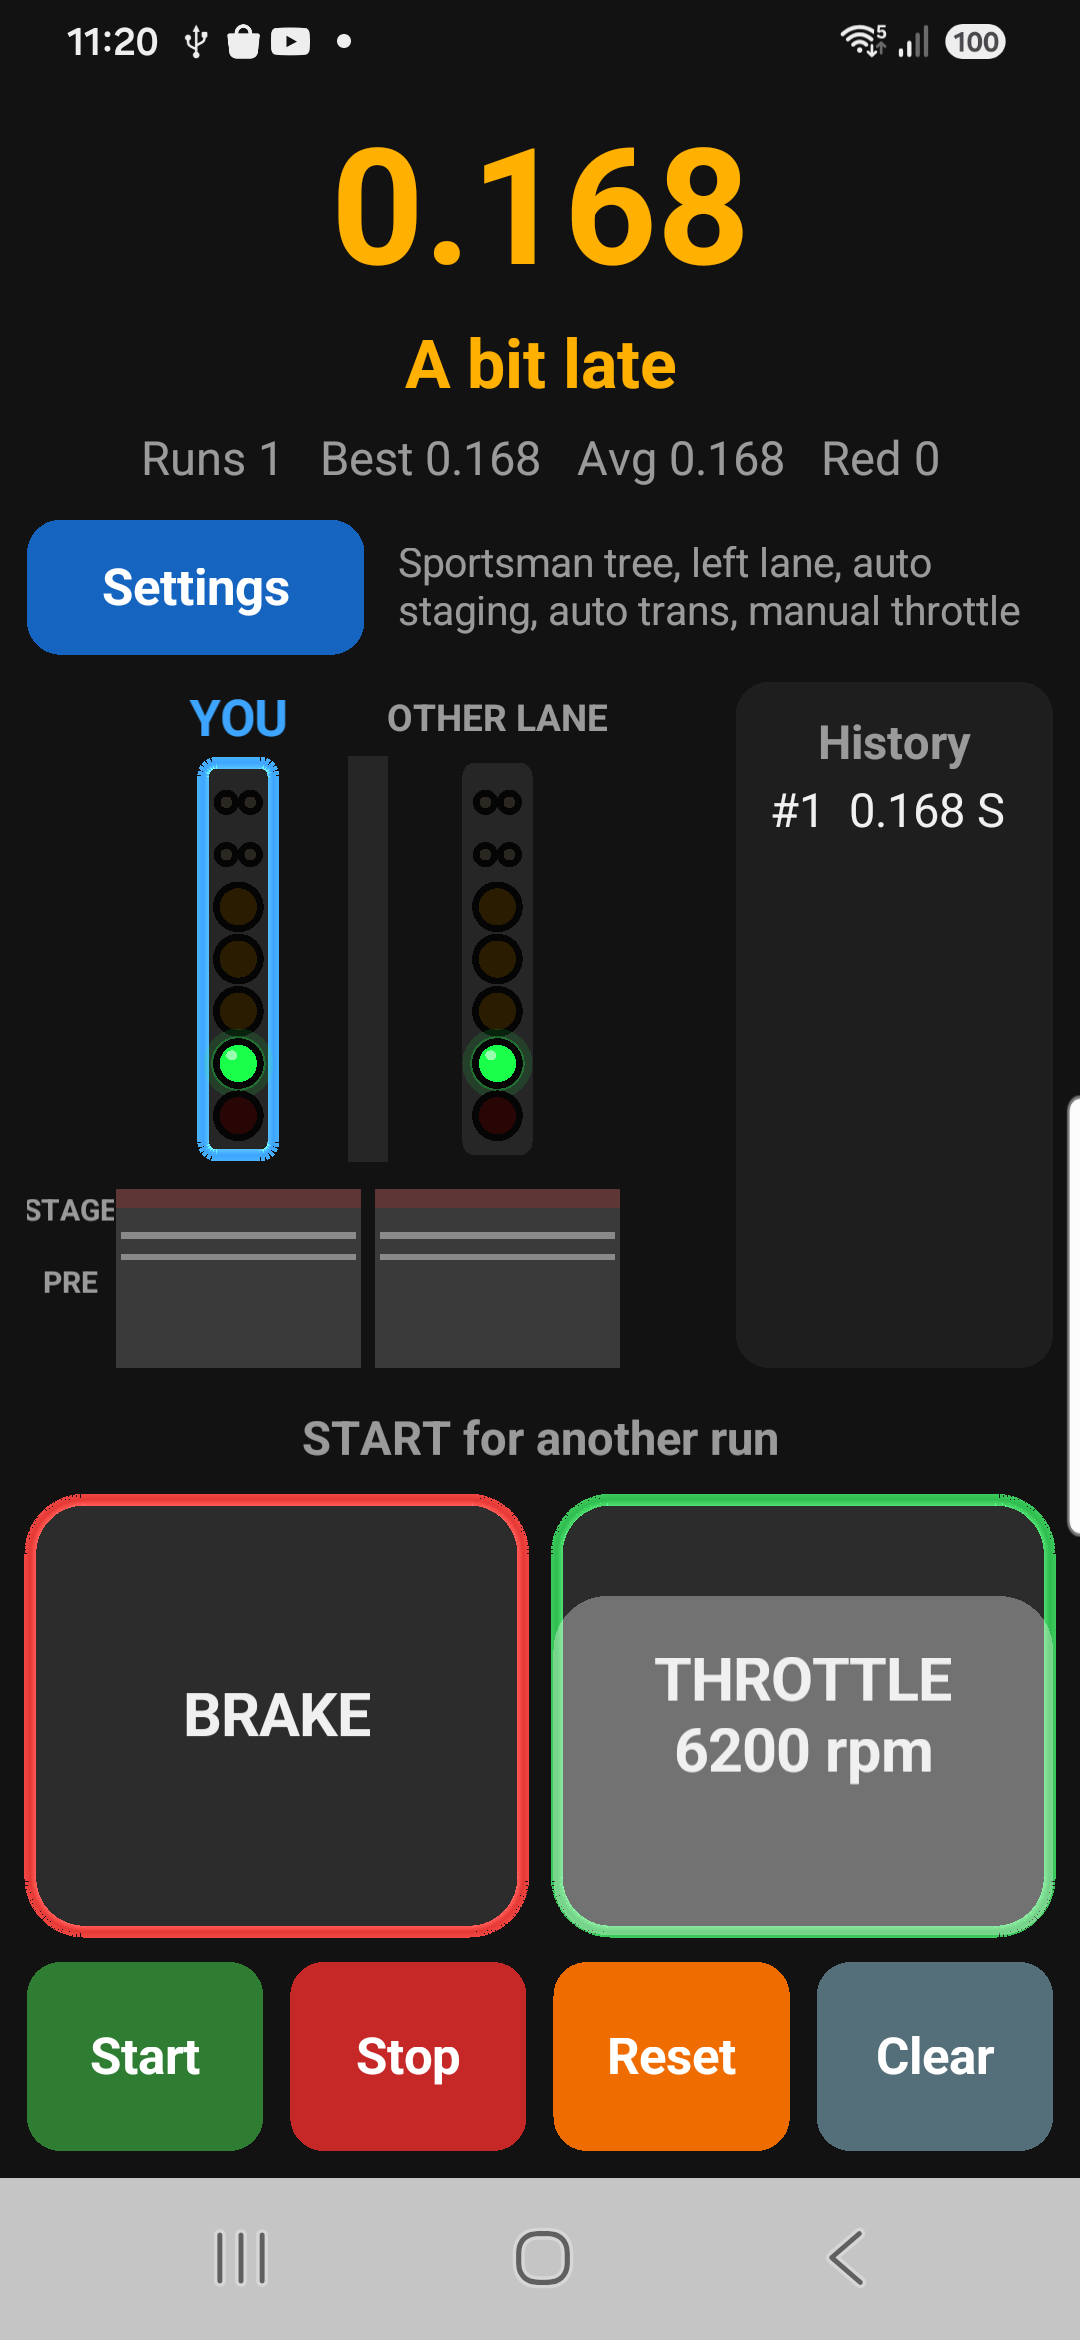 11:20
5
100
0.168
A bit late
Runs 1 Best 0.168 Avg 0.168 Red 0
Settings
Sportsman tree, left lane, auto
staging, auto trans, manual throttle
YOU
OTHER LANE
History
#1 0.168 S
STAGE
PRE
START for another run
BRAKE
THROTTLE
6200 rpm
Start
Stop
Reset
Clear